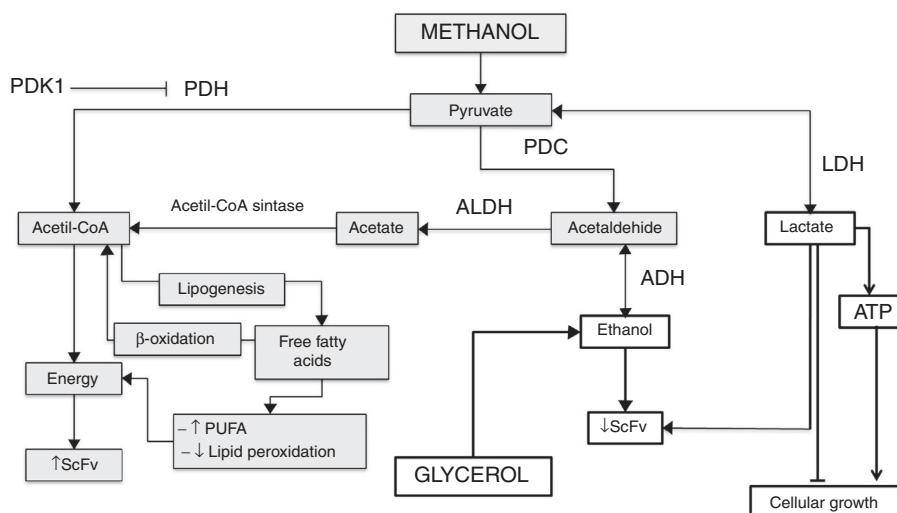 METHANOL
PDK1
PDH
Pyruvate
PDC
LDH
Acetil-CoA sintase
ALDH
Acetil-CoA
Acetate
Acetaldehide
Lactate
Lipogenesis
ADH
ATP
β-oxidation
Free fatty
acids
Ethanol
Energy
– ↑ PUFA
– ↓ Lipid peroxidation
↓ScFv
↑ScFv
GLYCEROL
Cellular growth